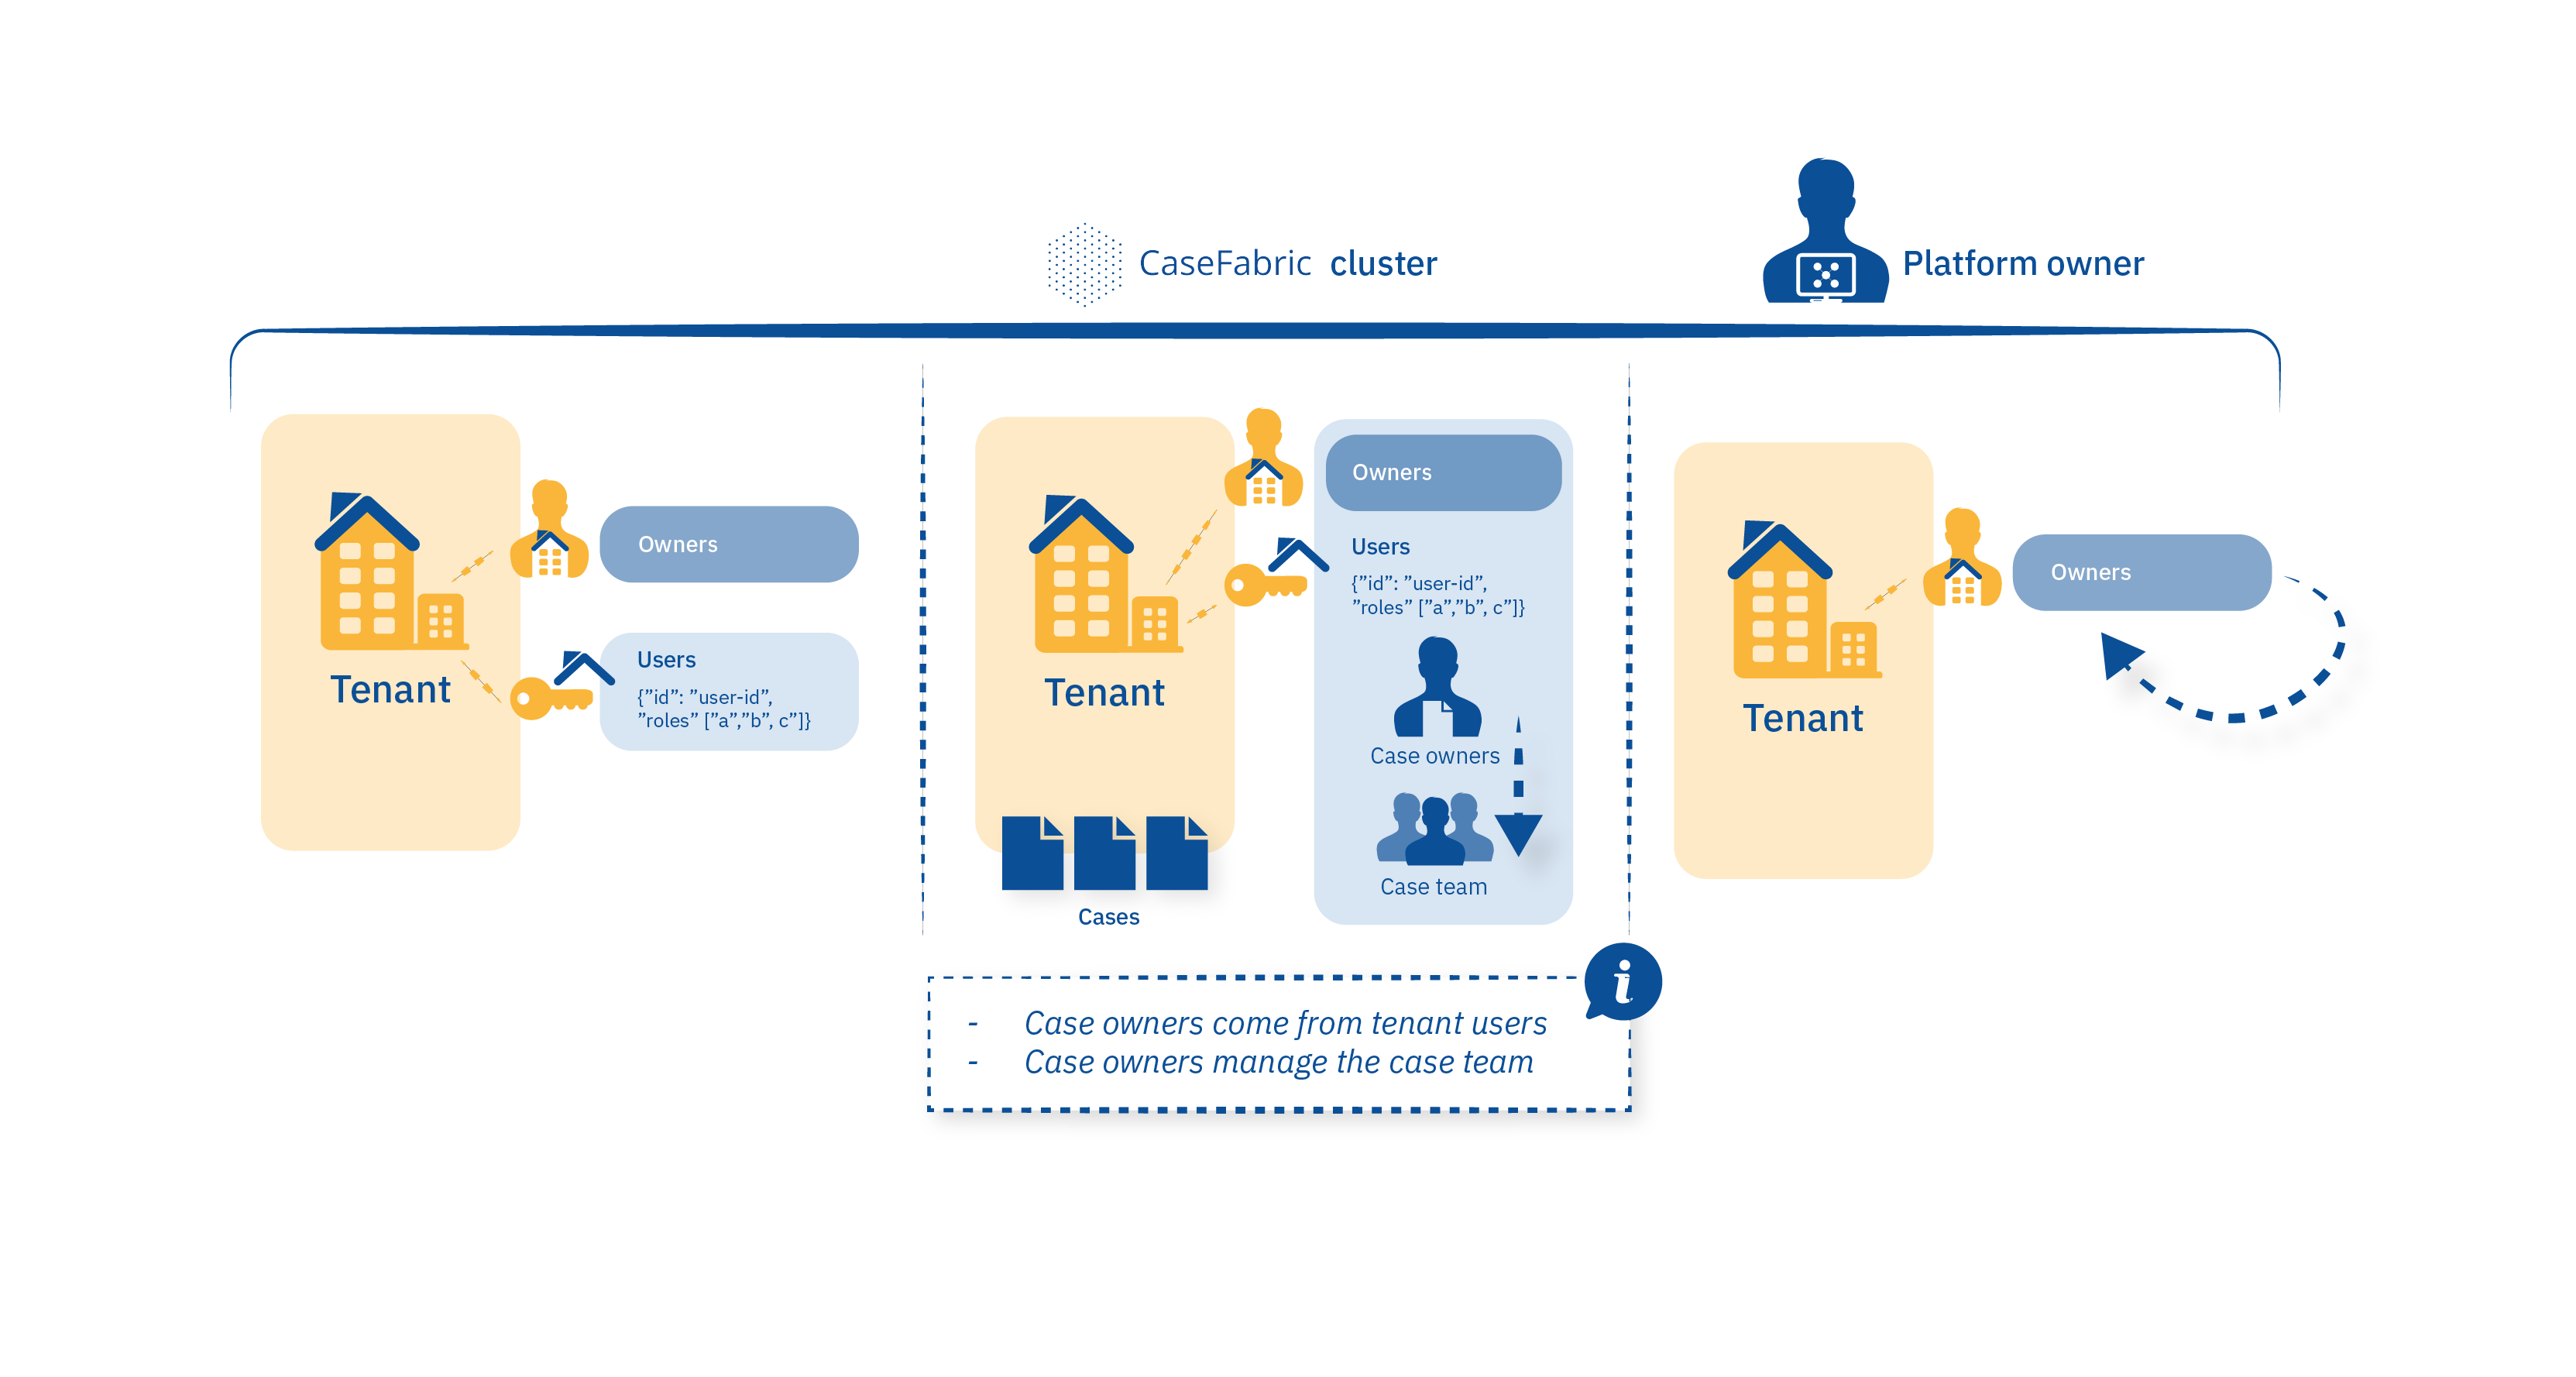 CaseFabric cluster
Platform owner
Tenant
Owners
Users
{”id”: ”user-id”,
”roles” [”a”,”b”, c”]}
Tenant
Cases
Owners
Users
{”id”: ”user-id”,
”roles” [”a”,”b”, c”]}
Case owners
Case team
Tenant
Owners
i
- Case owners come from tenant users
- Case owners manage the case team